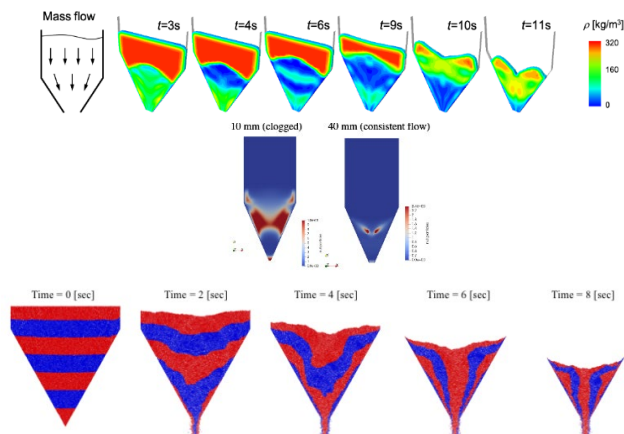 Mass flow
t=3s
t=4s
t=6s
t=9s
t=10s
t=11s
ρ [kg/m³]
320
160
0
10 mm (clogged)
40 mm (consistent flow)
Time = 0 [sec]
Time = 2 [sec]
Time = 4 [sec]
Time = 6 [sec]
Time = 8 [sec]